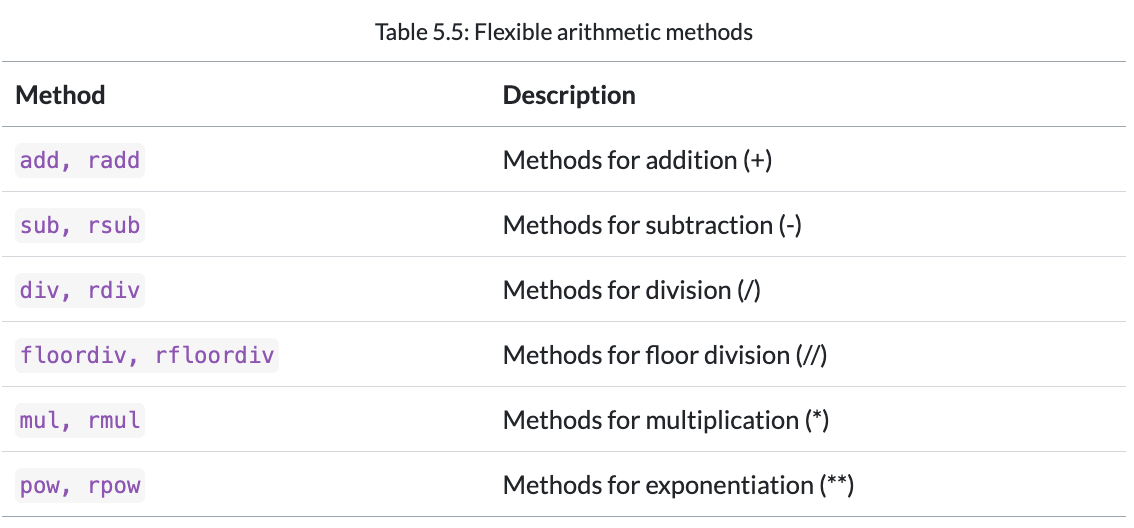 Table 5.5: Flexible arithmetic methods
Method Description
add, radd Methods for addition (+)
sub, rsub Methods for subtraction (-)
div, rdiv Methods for division (/)
floordiv, rfloordiv Methods for floor division (//)
mul, rmul Methods for multiplication (*)
pow, rpow Methods for exponentiation (**)